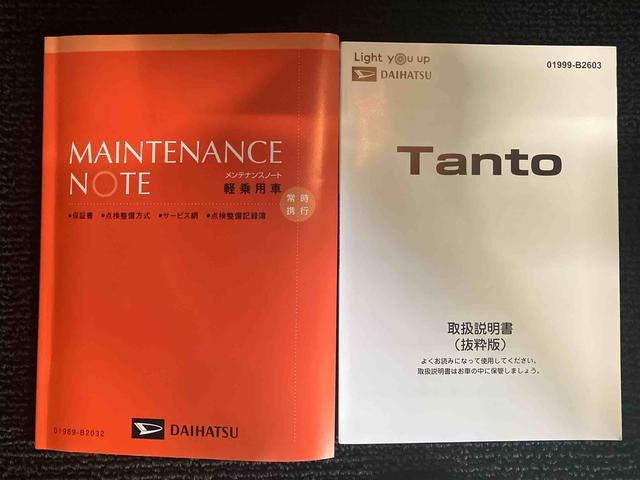 MAINTENANCE
NOTE
メンテナンスノート
軽乗用車
常時
携行
●保証書 ●点検整備方式 ●サービス網 ●点検整備記録簿
01989-B2032
DAIHATSU
Light you up
DAIHATSU
01999-B2603
Tanto
取扱説明書
（抜粋版）
よくお読みになって使用してください。
取扱説明書はお車の中に保管しましょう。